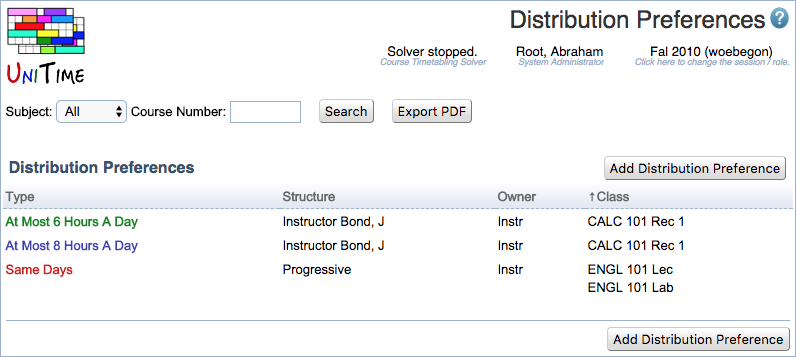 Distribution Preferences ?
UNITIME
Solver stopped. Root, Abraham Fal 2010 (woebegon)
Course Timetabling Solver System Administrator Click here to change the session / role.
Subject: All Course Number: Search Export PDF
Distribution Preferences Add Distribution Preference
Type Structure Owner ↑Class
At Most 6 Hours A Day Instructor Bond, J Instr CALC 101 Rec 1
At Most 8 Hours A Day Instructor Bond, J Instr CALC 101 Rec 1
Same Days Progressive Instr ENGL 101 Lec
ENGL 101 Lab
Add Distribution Preference